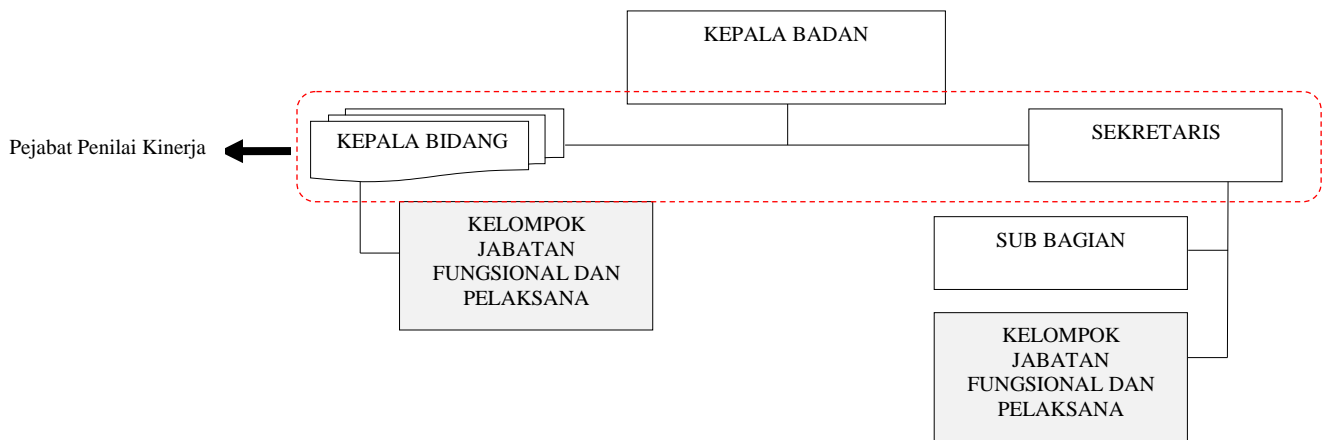 KEPALA BADAN
Pejabat Penilai Kinerja
KEPALA BIDANG
SEKRETARIS
KELOMPOK
JABATAN
FUNGSIONAL DAN
PELAKSANA
SUB BAGIAN
KELOMPOK
JABATAN
FUNGSIONAL DAN
PELAKSANA